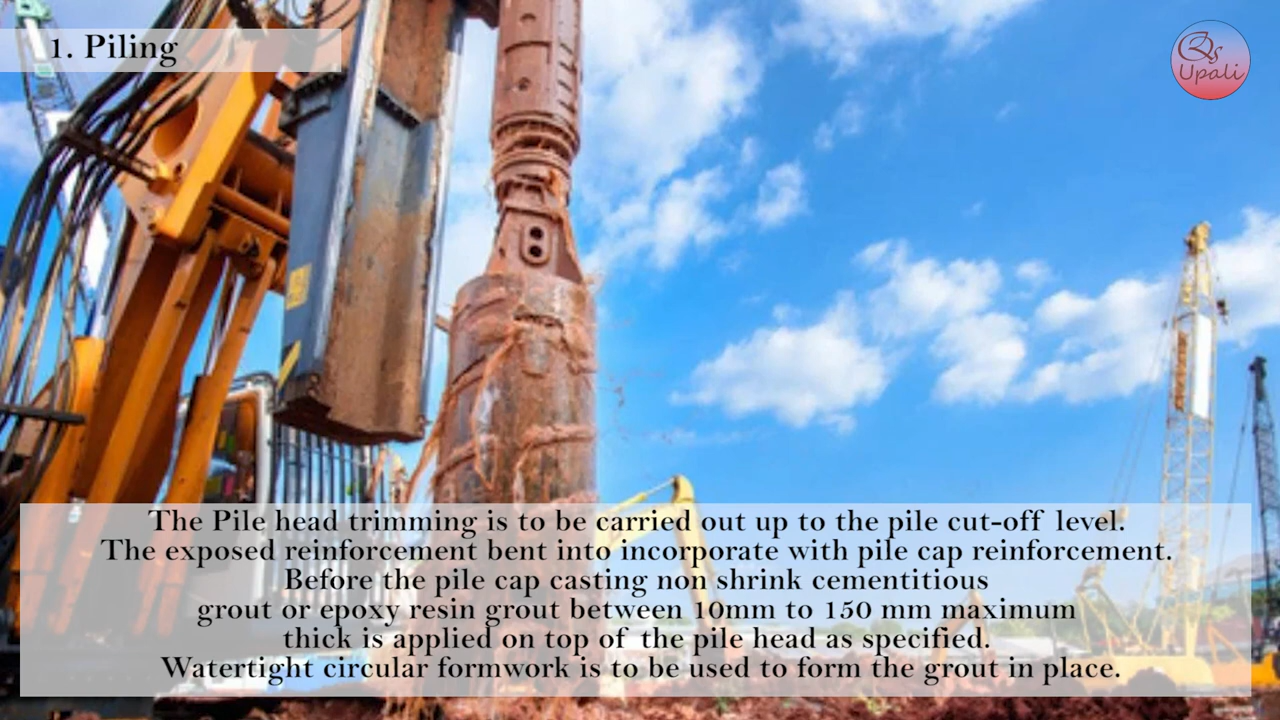 1. Piling
Qs
Upali
The Pile head trimming is to be carried out up to the pile cut-off level.
The exposed reinforcement bent into incorporate with pile cap reinforcement.
Before the pile cap casting non shrink cementitious
grout or epoxy resin grout between 10mm to 150 mm maximum
thick is applied on top of the pile head as specified.
Watertight circular formwork is to be used to form the grout in place.